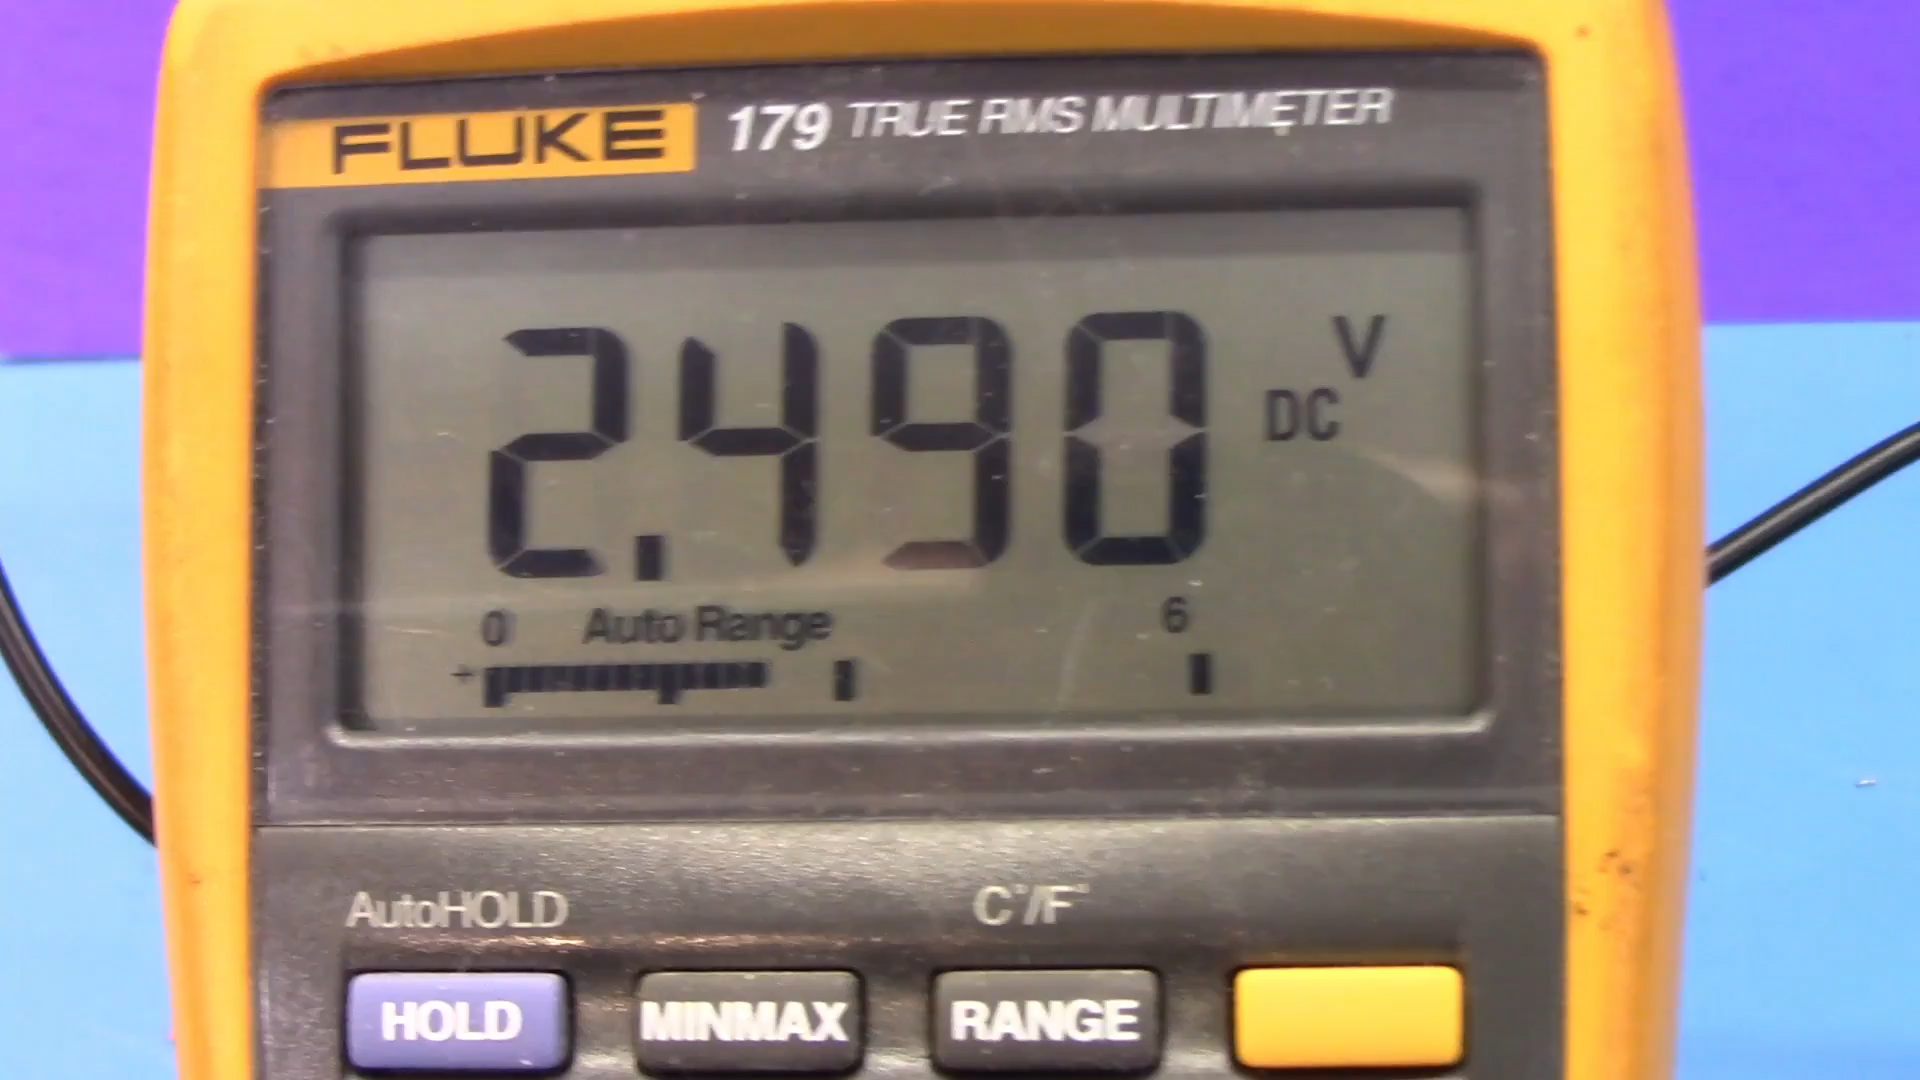 FLUKE 179 TRUE RMS MULTIMETER
2.490 V
DC
0 Auto Range 6
+
AutoHOLD C°/F°
HOLD MINMAX RANGE